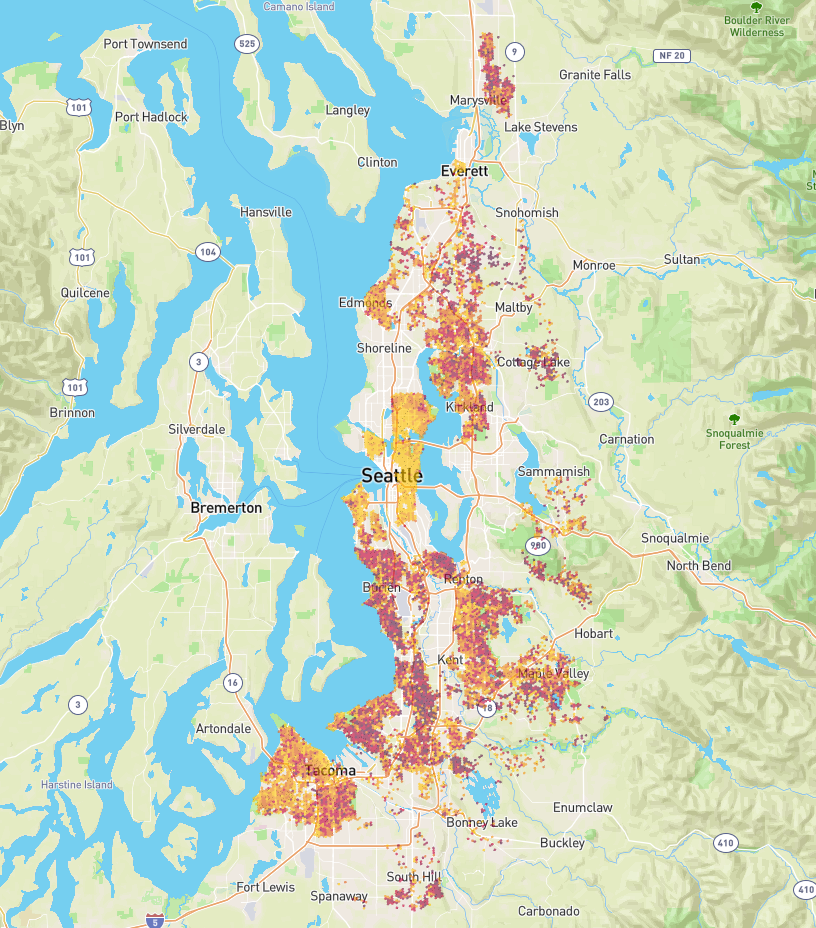 Camano Island
Boulder River
Wilderness
Port Townsend
525
9
NF 20
Granite Falls
101
Marysville
Langley
Port Hadlock
Blyn
Lake Stevens
Clinton
Everett
Hansville
Snohomish
104
101
Sultan
Monroe
Quilcene
Edmonds
Maltby
Shoreline
3
Cottage Lake
101
Brinnon
Kirkland
203
Snoqualmie
Forest
Silverdale
Carnation
Seattle
Sammamish
Bremerton
Snoqualmie
North Bend
Burien
Renton
Hobart
Kent
Maple Valley
16
3
18
Artondale
Tacoma
Harstine Island
Enumclaw
Bonney Lake
Buckley
410
South Hill
Fort Lewis
Spanaway
410
Carbonado
5